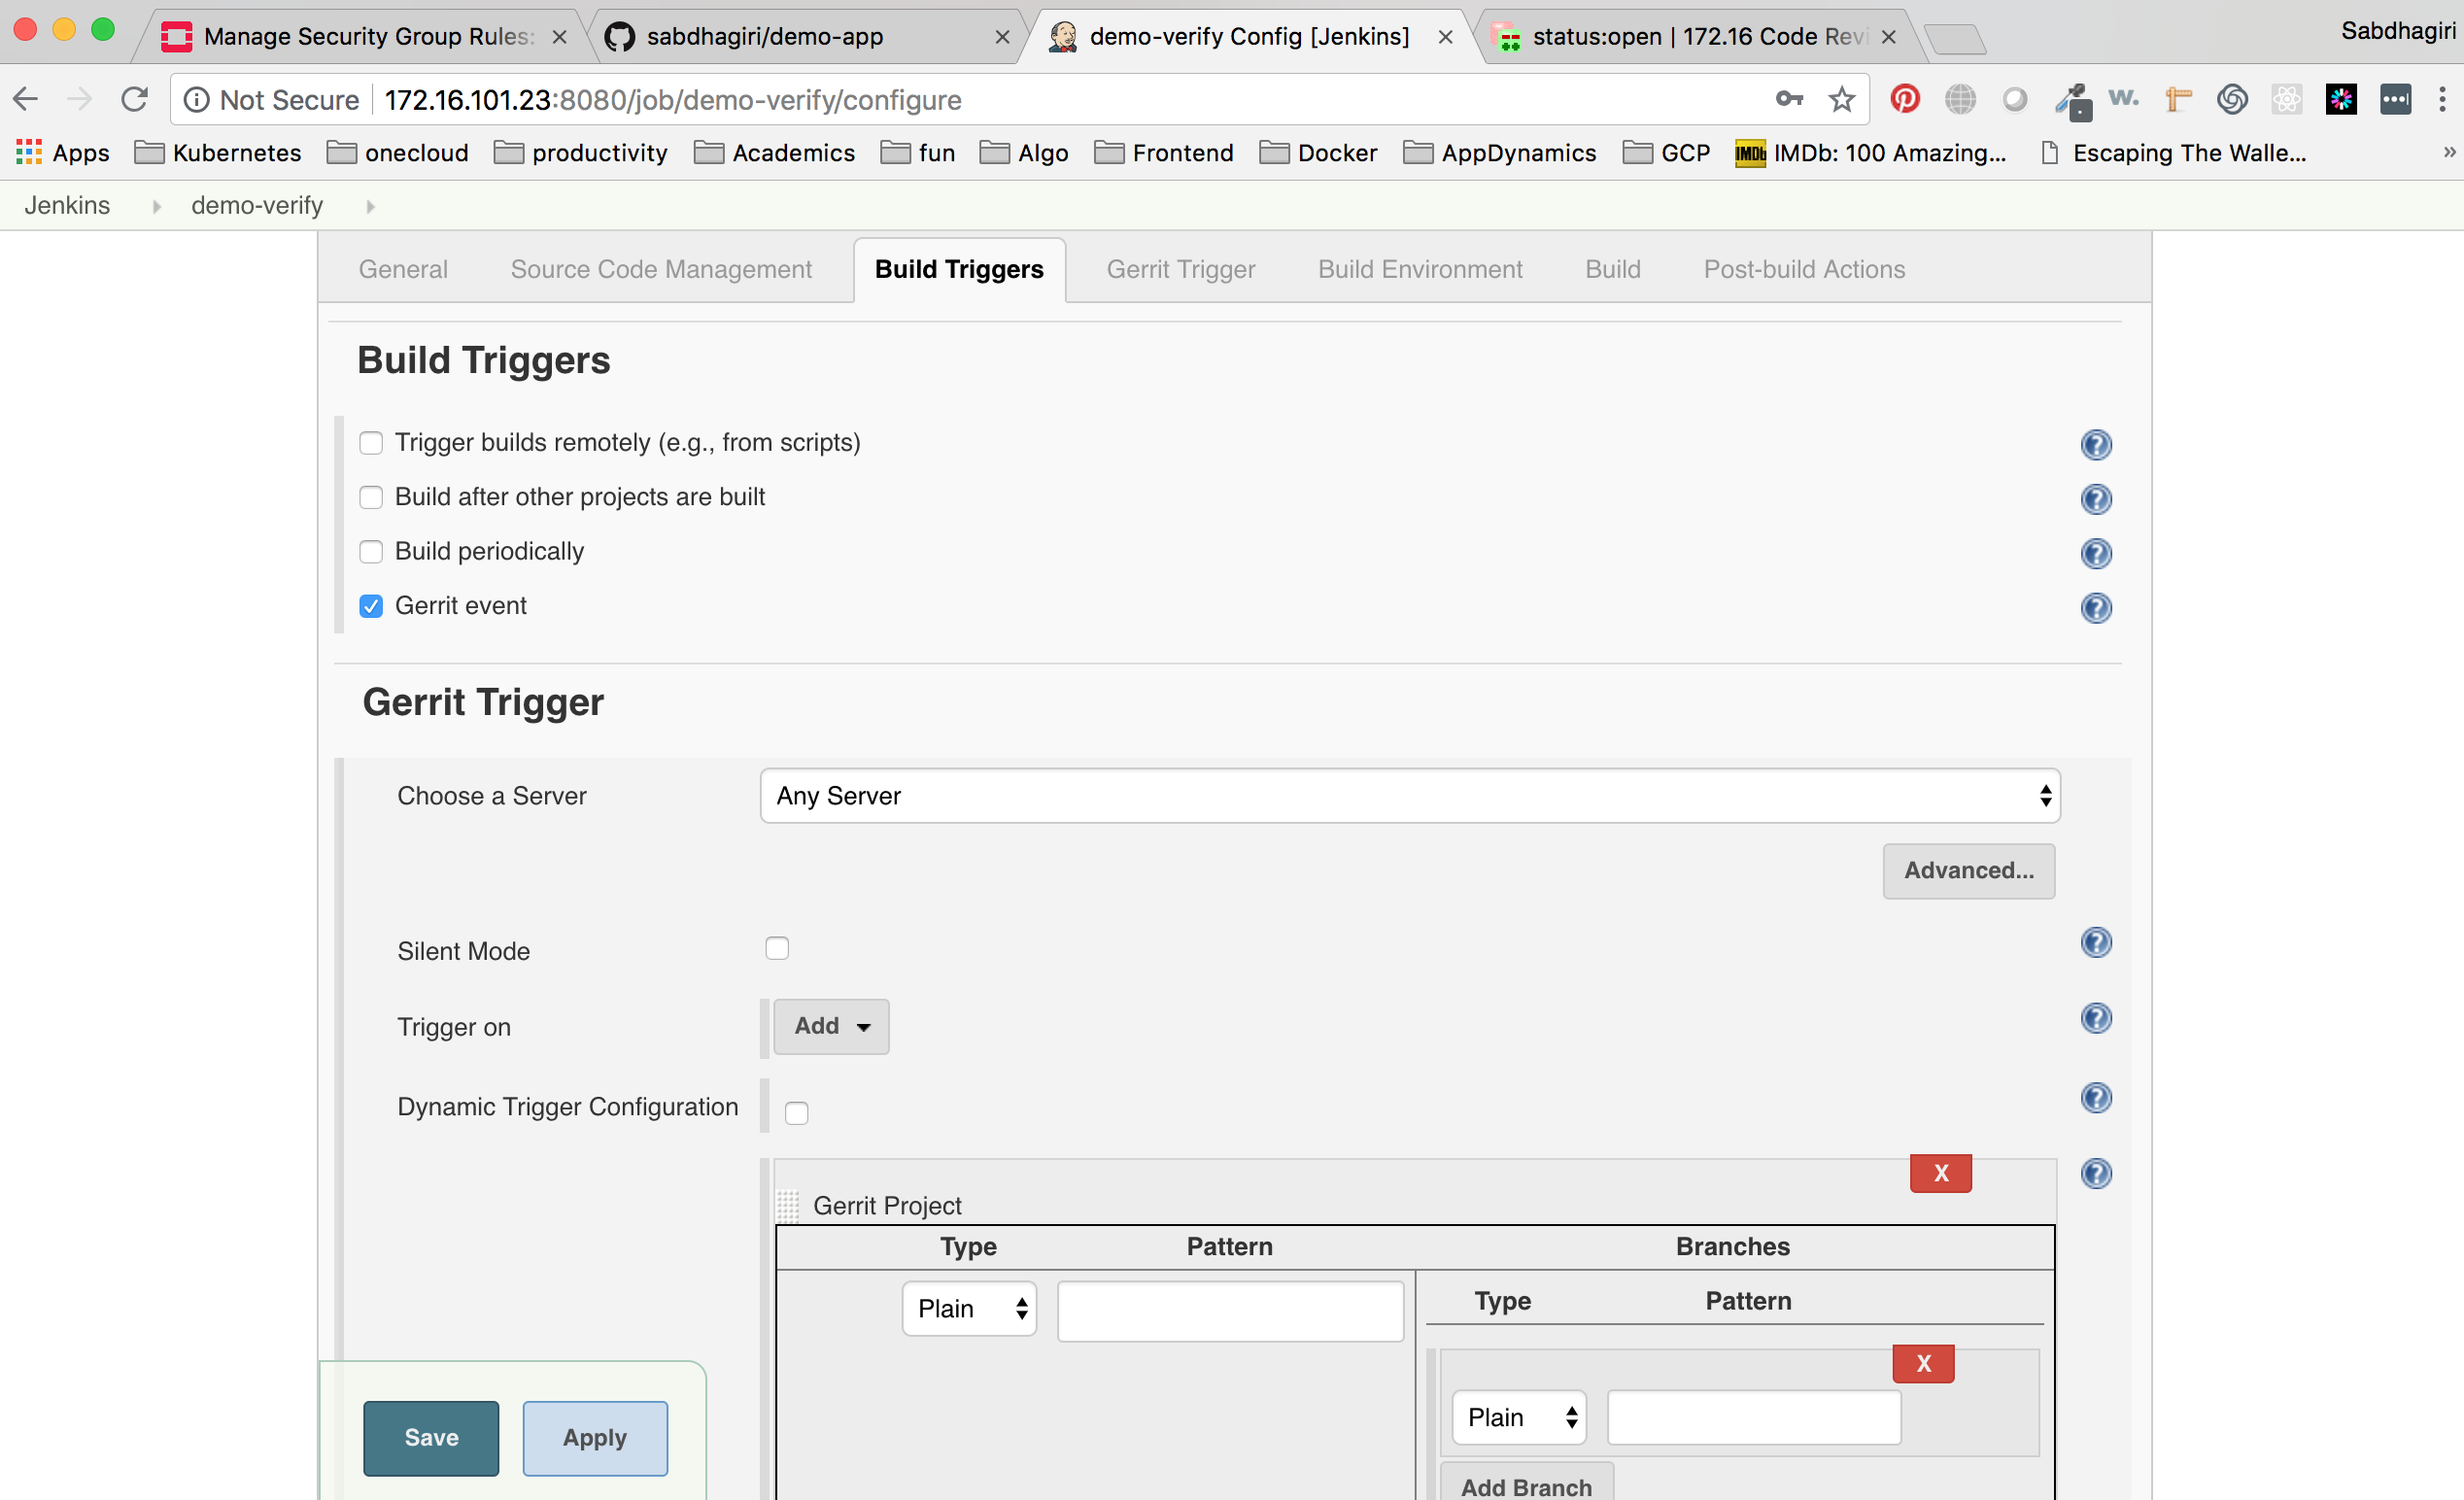 Manage Security Group Rules:
sabdhagiri/demo-app
demo-verify Config [Jenkins]
status:open | 172.16 Code Revi
Sabdhagiri
Not Secure
172.16.101.23:8080/job/demo-verify/configure
w.
Apps
Kubernetes
onecloud
productivity
Academics
fun
Algo
Frontend
Docker
AppDynamics
GCP
IMDb: 100 Amazing...
Escaping The Walle...
»
Jenkins
demo-verify
General
Source Code Management
Build Triggers
Gerrit Trigger
Build Environment
Build
Post-build Actions
Build Triggers
Trigger builds remotely (e.g., from scripts)
Build after other projects are built
Build periodically
Gerrit event
Gerrit Trigger
Choose a Server
Any Server
Advanced...
Silent Mode
Trigger on
Add
Dynamic Trigger Configuration
X
Gerrit Project
Type
Pattern
Branches
Plain
Type
Pattern
X
Plain
Add Branch
Save
Apply